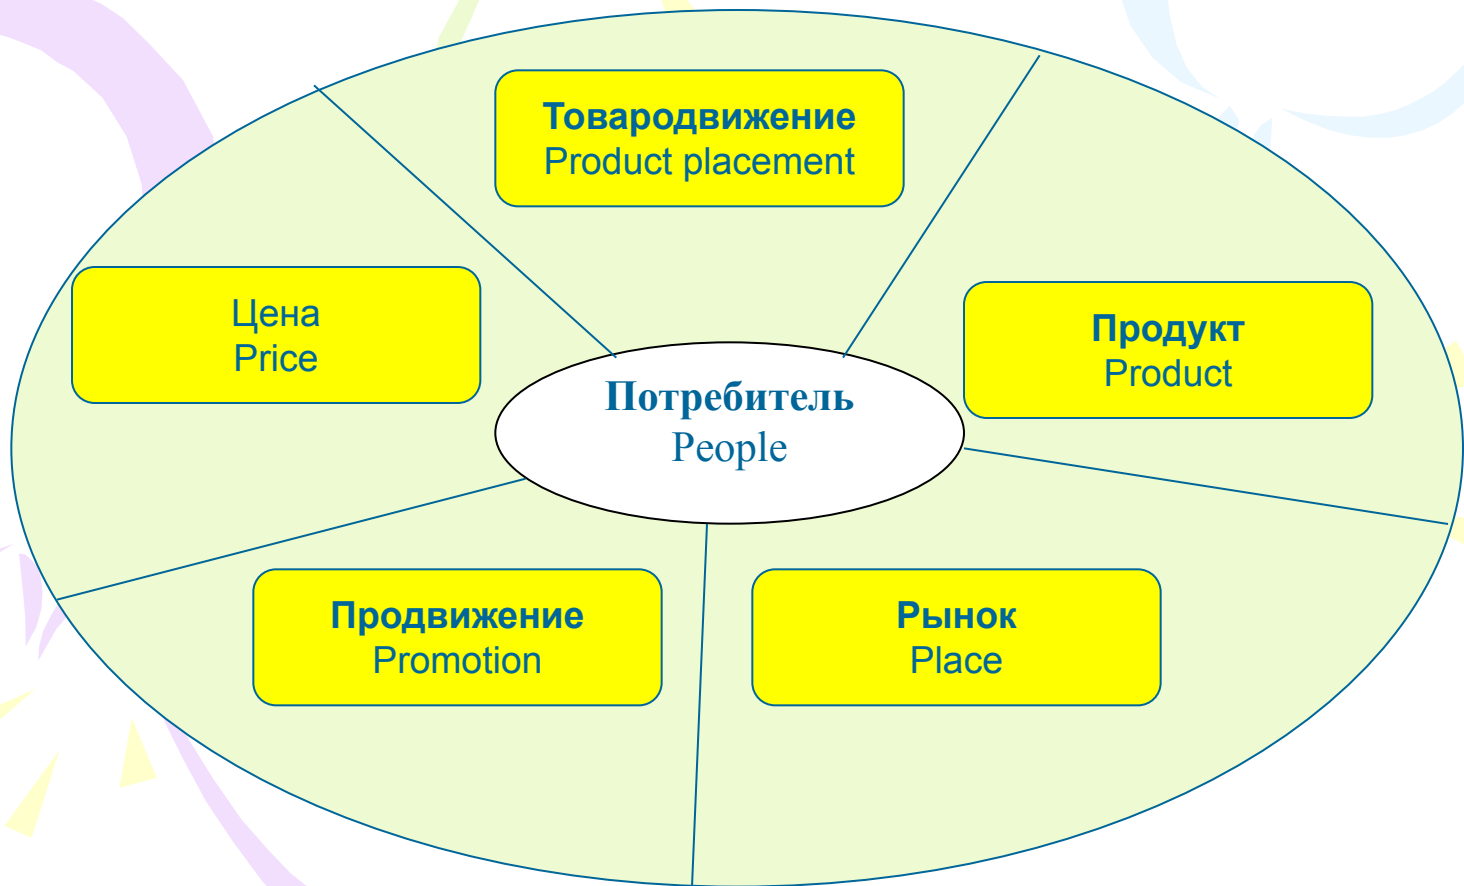 Товародвижение
Product placement
Цена
Price
Продукт
Product
Потребитель
People
Продвижение
Promotion
Рынок
Place